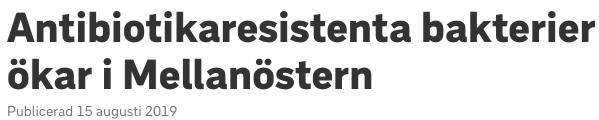 Antibiotikaresistenta bakterier
ökar i Mellanöstern
Publicerad 15 augusti 2019